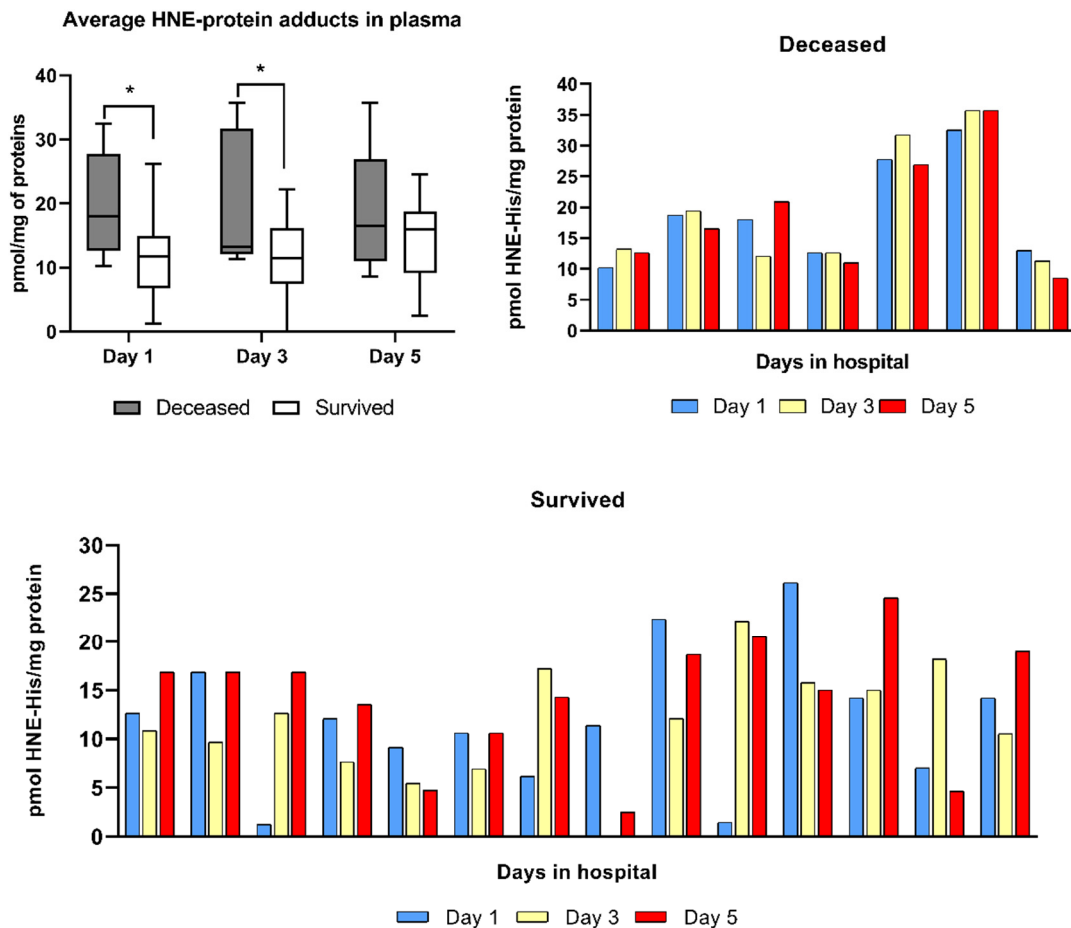 Average HNE-protein adducts in plasma
pmol/mg of proteins
40
30
20
10
0
*
*
Day 1
Day 3
Day 5
Deceased
Survived
Deceased
pmol HNE-His/mg protein
40
35
30
25
20
15
10
5
0
Days in hospital
Day 1
Day 3
Day 5
Survived
pmol HNE-His/mg protein
30
25
20
15
10
5
0
Days in hospital
Day 1
Day 3
Day 5